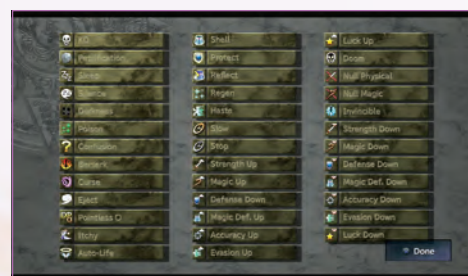 KO
Petrification
Sleep
Silence
Darkness
Poison
Confusion
Berserk
Curse
Eject
Pointless O
Itchy
Auto-Life
Shell
Protect
Reflect
Regen
Haste
Slow
Stop
Strength Up
Magic Up
Defense Down
Magic Def. Up
Accuracy Up
Evasion Up
Luck Up
Doom
Null Physical
Null Magic
Invincible
Strength Down
Magic Down
Defense Down
Magic Def. Down
Accuracy Down
Evasion Down
Luck Down
Done